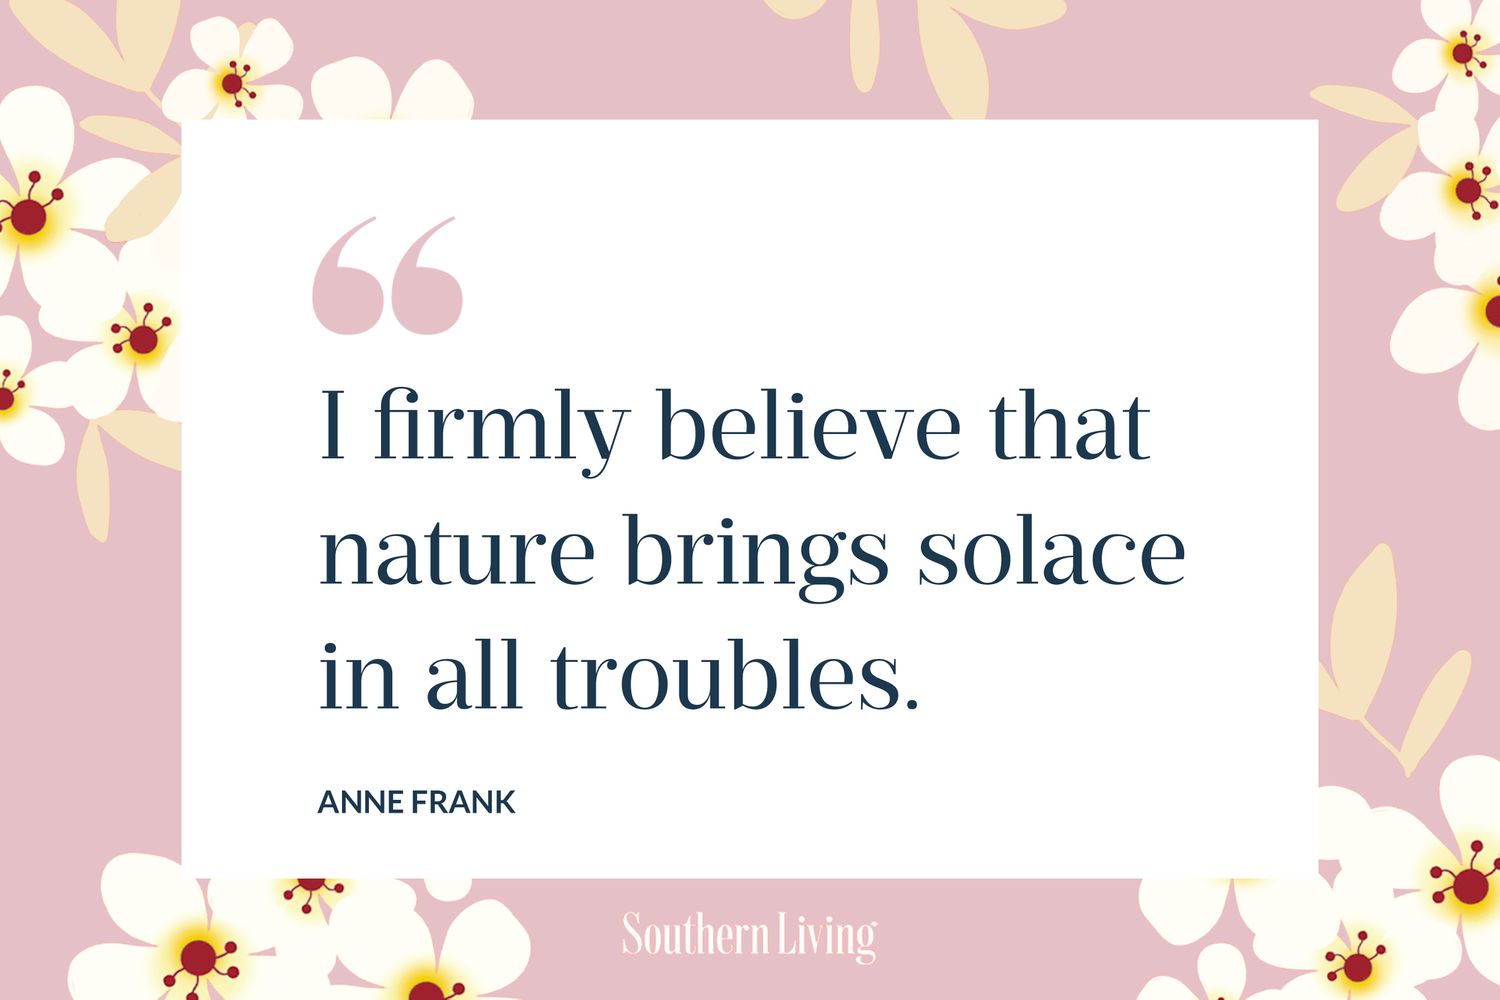 “
I firmly believe that
nature brings solace
in all troubles.
ANNE FRANK
Southern Living